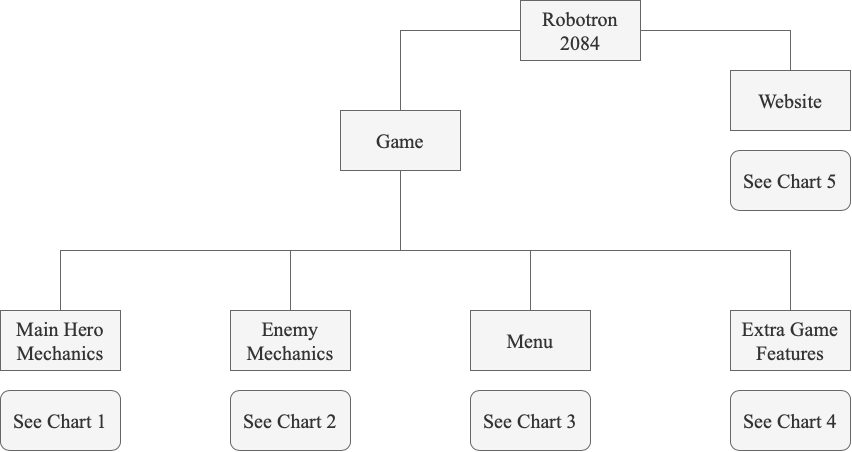 Robotron
2084
Website
Game
See Chart 5
Main Hero
Mechanics
Enemy
Mechanics
Menu
Extra Game
Features
See Chart 1
See Chart 2
See Chart 3
See Chart 4